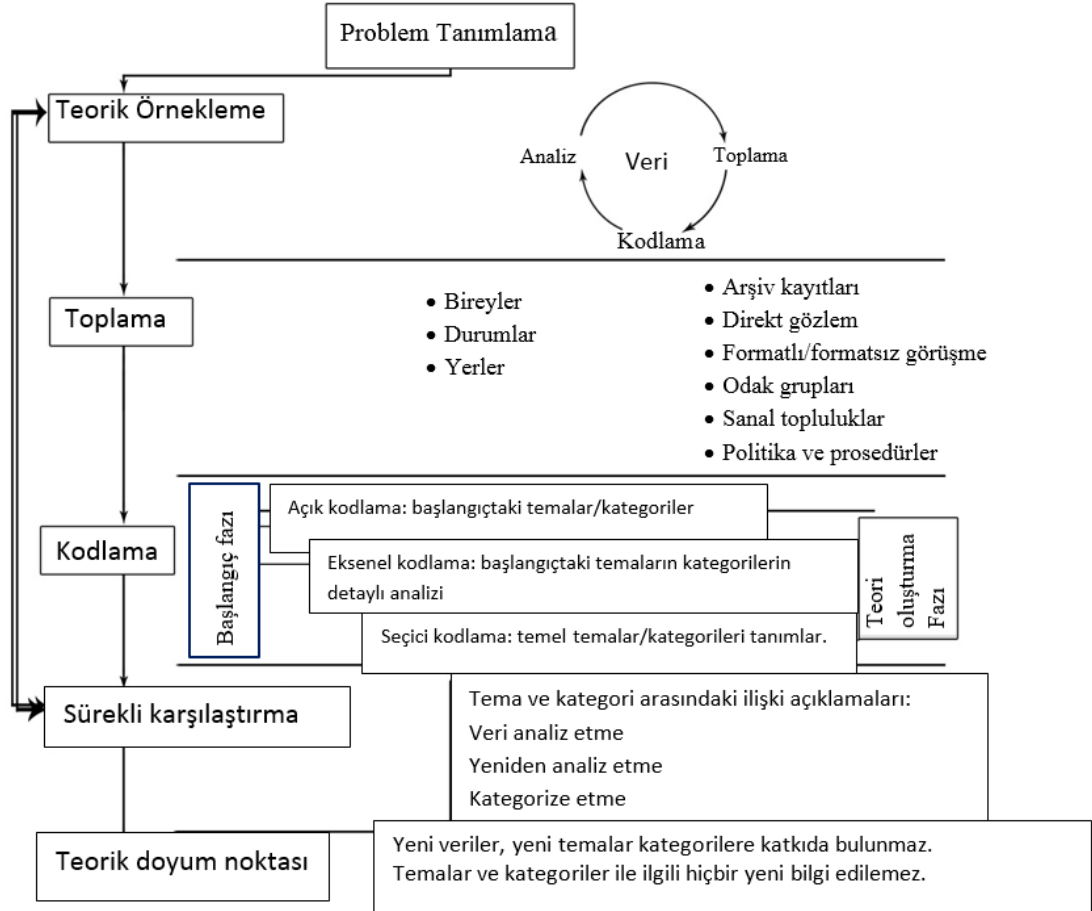 Problem Tanımlama
Teorik Örnekleme
Analiz
Veri
Toplama
Kodlama
Toplama
• Bireyler
• Durumlar
• Yerler
• Arşiv kayıtları
• Direkt gözlem
• Formatlı/formatsız görüşme
• Odak grupları
• Sanal topluluklar
• Politika ve prosedürler
Kodlama
Başlangıç fazı
Açık kodlama: başlangıçtaki temalar/kategoriler
Eksenel kodlama: başlangıçtaki temaların kategorilerin
detaylı analizi
Seçici kodlama: temel temalar/kategorileri tanımlar.
Teori
oluşturma
Fazı
Sürekli karşılaştırma
Tema ve kategori arasındaki ilişki açıklamaları:
Veri analiz etme
Yeniden analiz etme
Kategorize etme
Teorik doyum noktası
Yeni veriler, yeni temalar kategorilere katkıda bulunmaz.
Temalar ve kategoriler ile ilgili hiçbir yeni bilgi edilemez.